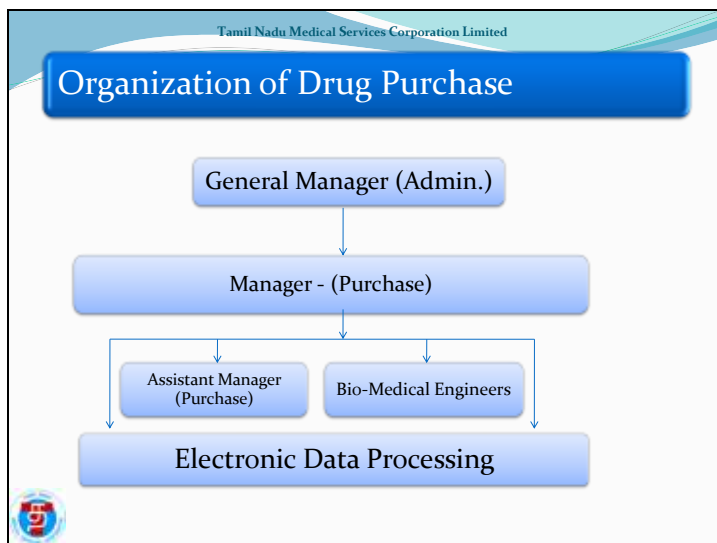 Tamil Nadu Medical Services Corporation Limited
Organization of Drug Purchase
General Manager (Admin.)
Manager - (Purchase)
Assistant Manager
(Purchase)
Bio-Medical Engineers
Electronic Data Processing